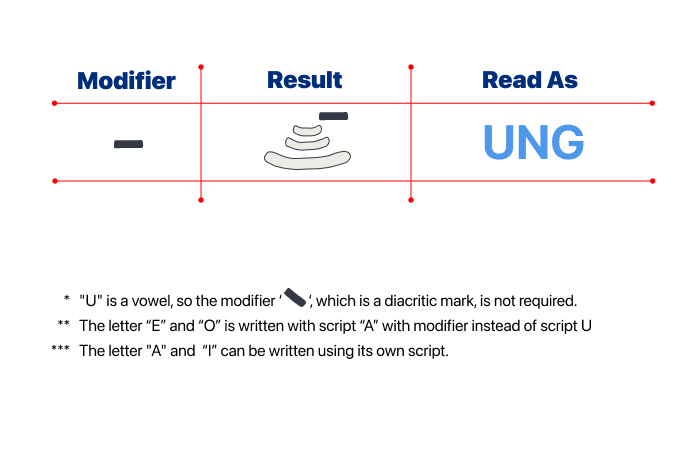 Modifier Result Read As
UNG
* "U" is a vowel, so the modifier ‘ ’, which is a diacritic mark, is not required.
** The letter “E” and “O” is written with script “A” with modifier instead of script U
*** The letter "A" and “I” can be written using its own script.